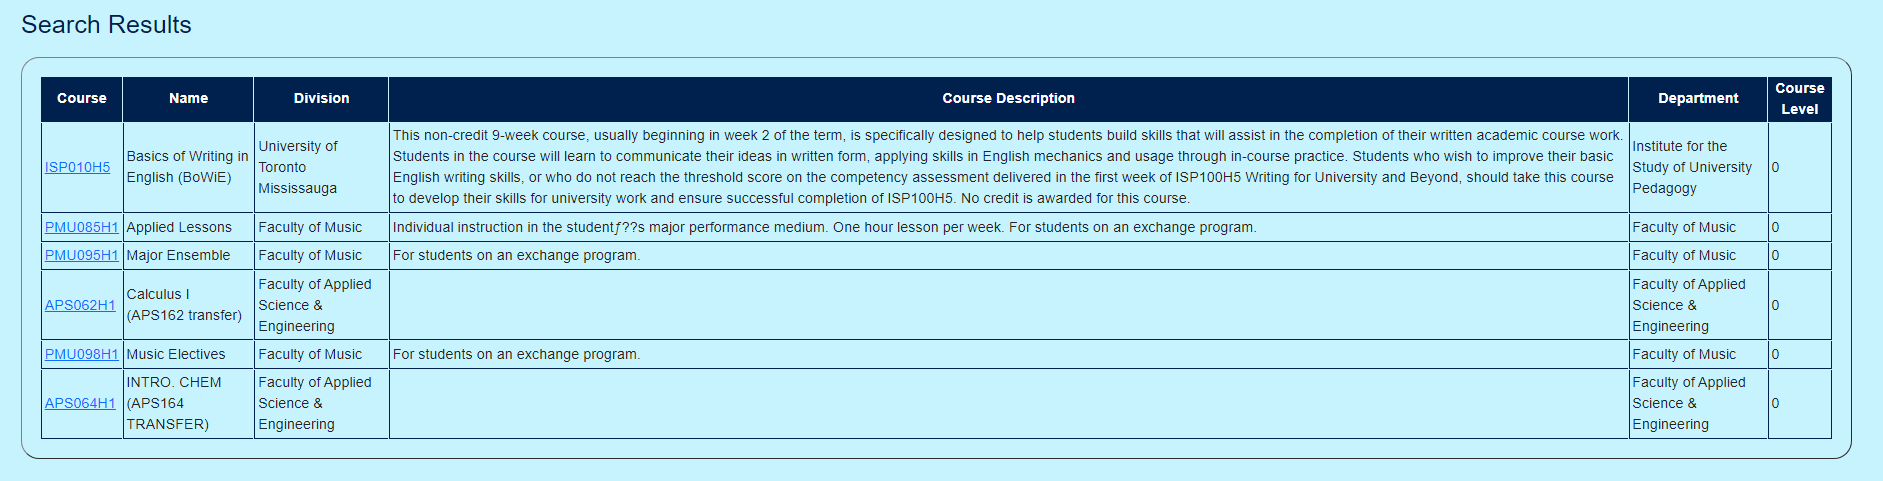 Search Results
Course Name Division Course Description Department Course Level
ISP010H5
Basics of Writing in
English (BoWiE)
University of
Toronto
Mississauga
This non-credit 9-week course, usually beginning in week 2 of the term, is specifically designed to help students build skills that will assist in the completion of their written academic course work.
Students in the course will learn to communicate their ideas in written form, applying skills in English mechanics and usage through in-course practice. Students who wish to improve their basic
English writing skills, or who do not reach the threshold score on the competency assessment delivered in the first week of ISP100H5 Writing for University and Beyond, should take this course
to develop their skills for university work and ensure successful completion of ISP100H5. No credit is awarded for this course.
Institute for the
Study of University
Pedagogy
0
PMU085H1 Applied Lessons Faculty of Music Individual instruction in the studentƒ??s major performance medium. One hour lesson per week. For students on an exchange program. Faculty of Music 0
PMU095H1 Major Ensemble Faculty of Music For students on an exchange program. Faculty of Music 0
APS062H1
Calculus I
(APS162 transfer)
Faculty of Applied
Science &
Engineering
Faculty of Applied
Science &
Engineering
0
PMU098H1 Music Electives Faculty of Music For students on an exchange program. Faculty of Music 0
APS064H1
INTRO. CHEM
(APS164
TRANSFER)
Faculty of Applied
Science &
Engineering
Faculty of Applied
Science &
Engineering
0